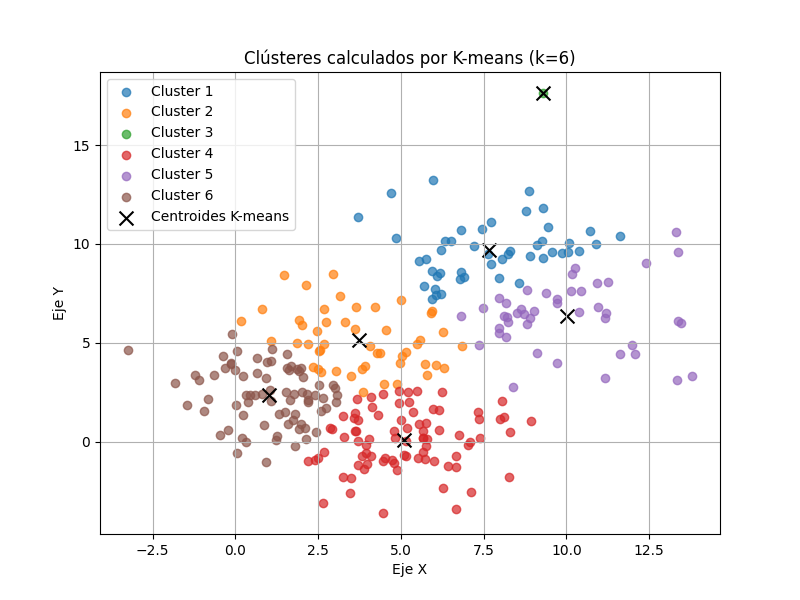 Clústeres calculados por K-means (k=6)
Cluster 1
Cluster 2
Cluster 3
Cluster 4
Cluster 5
Cluster 6
Centroides K-means
15
10
5
0
Eje Y
−2.5 0.0 2.5 5.0 7.5 10.0 12.5
Eje X